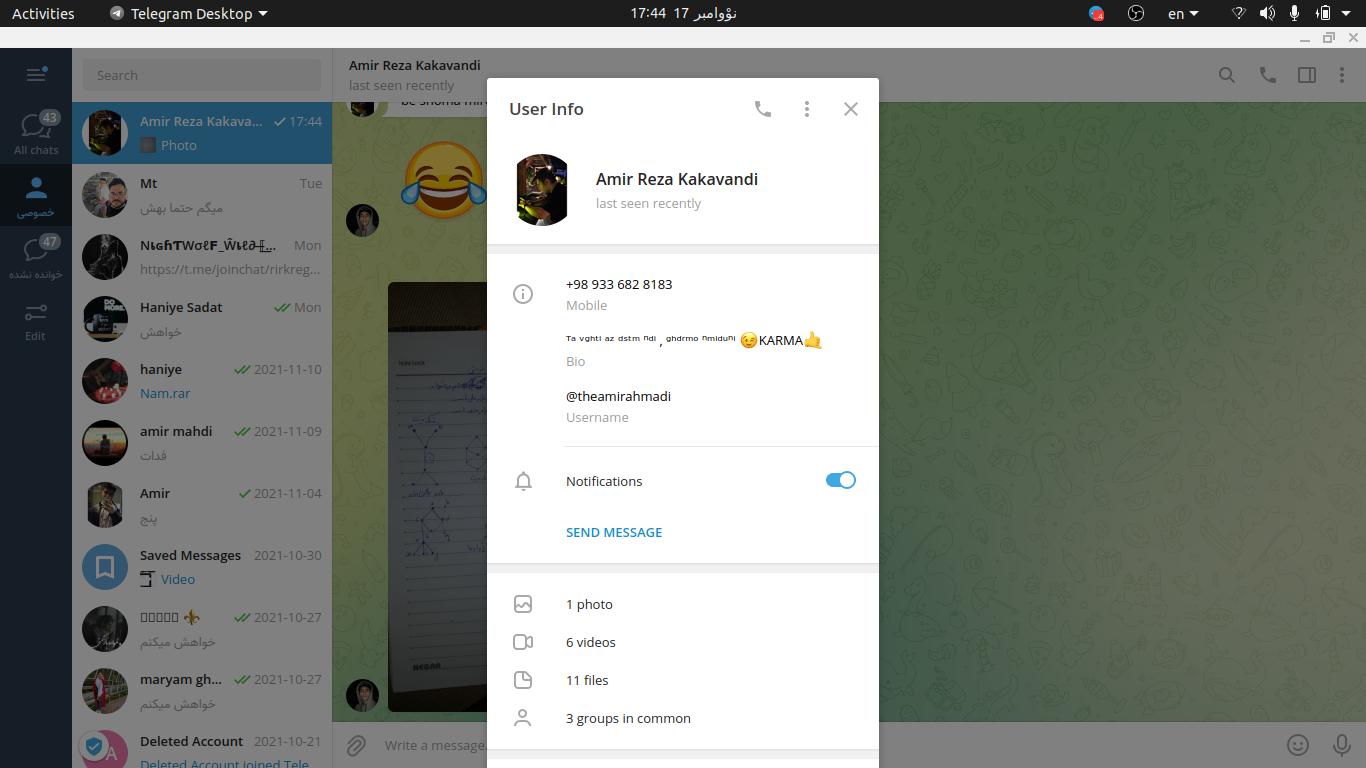 Activities
Telegram Desktop
17:44 17 نؤوامبر
4
en
43
All chats
خصوصی
47
خوانده نشده
Edit
Search
Amir Reza Kakava...
17:44
Photo
Mt
Tue
میگم حتما بهش
Mon
https://t.me/joinchat/rirkreg...
Haniye Sadat
Mon
خواهش
haniye
2021-11-10
Nam.rar
amir mahdi
2021-11-09
فدات
Amir
2021-11-04
پنج
Saved Messages
2021-10-30
Video
2021-10-27
خواهش میکنم
maryam gh...
2021-10-27
خواهش میکنم
Deleted Account
2021-10-21
Deleted Account joined Tele...
Amir Reza Kakavandi
last seen recently
NEGAR
Write a message...
User Info
Amir Reza Kakavandi
last seen recently
+98 933 682 8183
Mobile
ᵀᵃ ᵛᵍʰᵗⁱ ᵃᶻ ᵈˢᵗᵐ ⁿᵈⁱ , ᵍʰᵈʳᵐᵒ ⁿᵐⁱᵈᵘⁿⁱ 😉KARMA🤙
Bio
@theamirahmadi
Username
Notifications
SEND MESSAGE
1 photo
6 videos
11 files
3 groups in common